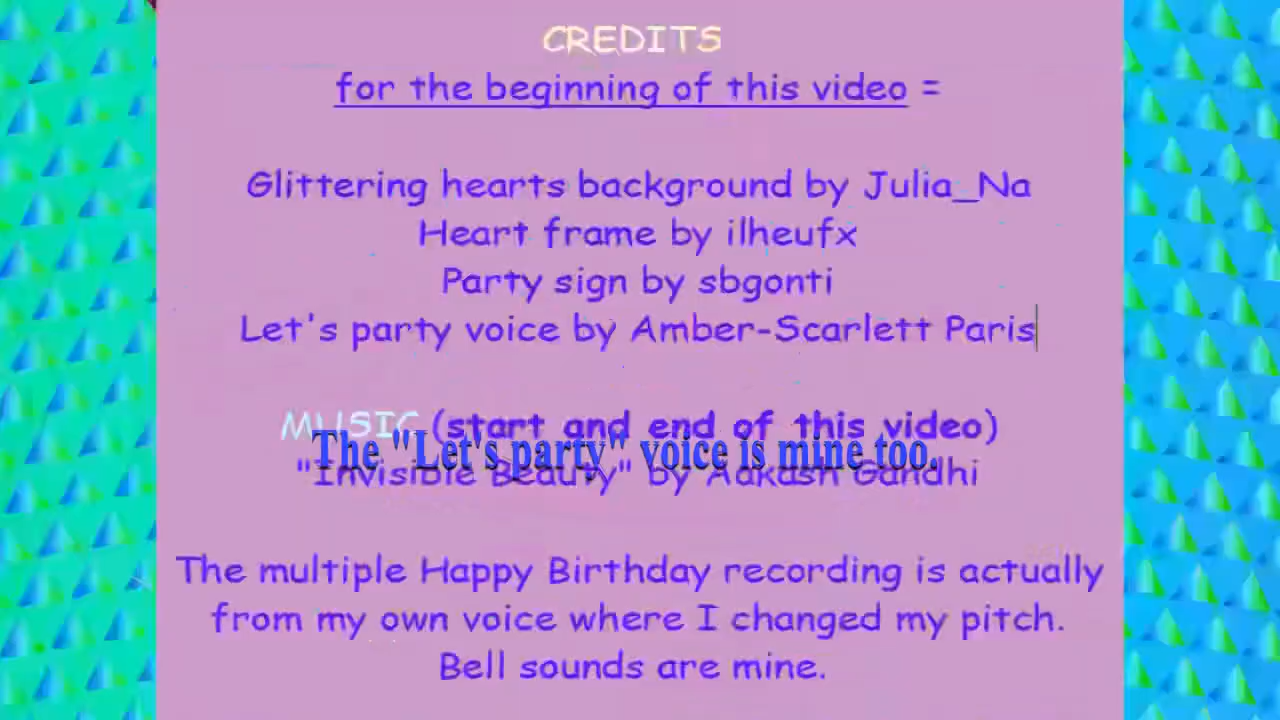 CREDITS
for the beginning of this video =
Glittering hearts background by Julia_Na
Heart frame by ilheufx
Party sign by sbgonti
Let's party voice by Amber-Scarlett Paris
MUSIC (start and end of this video)
The "Let's party" voice is mine too.
"Invisible Beauty" by Aakash Gandhi
The multiple Happy Birthday recording is actually
from my own voice where I changed my pitch.
Bell sounds are mine.